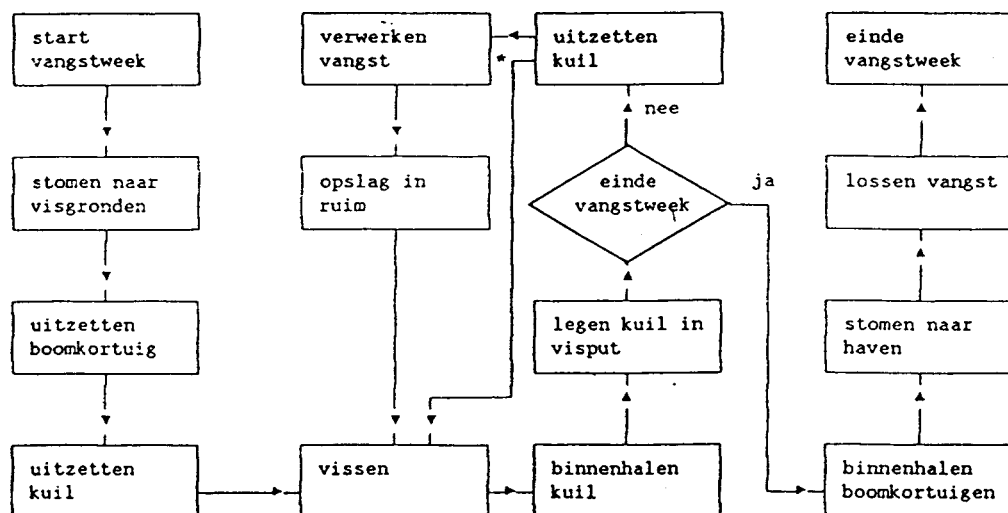 start
vangstweek
stomen naar
visgronden
uitzetten
boomkortuig
uitzetten
kuil
verwerken
vangst
*
opslag in
ruim
vissen
uitzetten
kuil
nee
einde
vangstweek
ja
legen kuil in
visput
binnenhalen
kuil
einde
vangstweek
lossen vangst
stomen naar
haven
binnenhalen
boomkortuigen